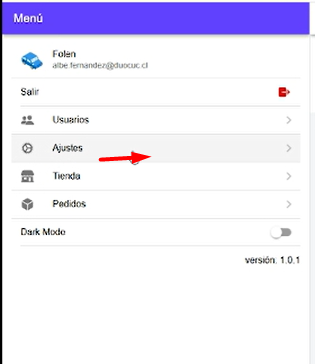 Menú
Folen
albe.fernandez@duocuc.cl
Salir
Usuarios
Ajustes
Tienda
Pedidos
Dark Mode
versión: 1.0.1